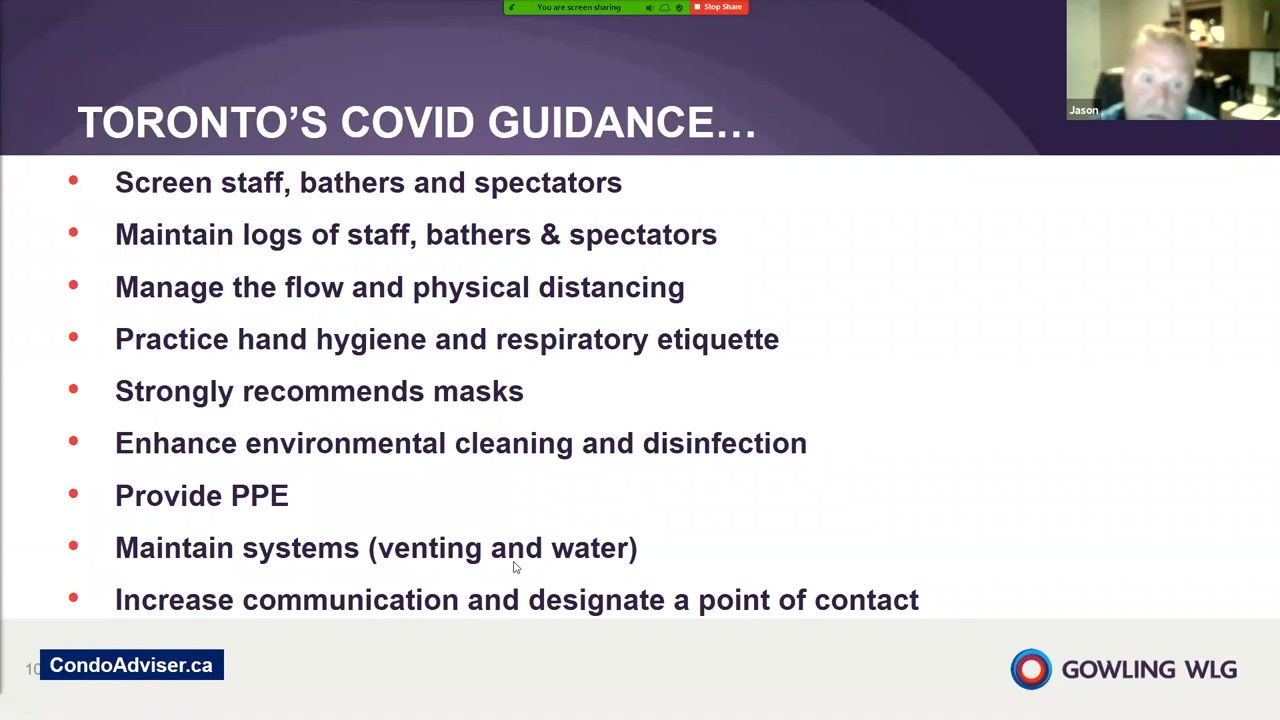 You are screen sharing
Stop Share
Jason
TORONTO’S COVID GUIDANCE…
• Screen staff, bathers and spectators
• Maintain logs of staff, bathers & spectators
• Manage the flow and physical distancing
• Practice hand hygiene and respiratory etiquette
• Strongly recommends masks
• Enhance environmental cleaning and disinfection
• Provide PPE
• Maintain systems (venting and water)
• Increase communication and designate a point of contact
10
CondoAdviser.ca
GOWLING WLG